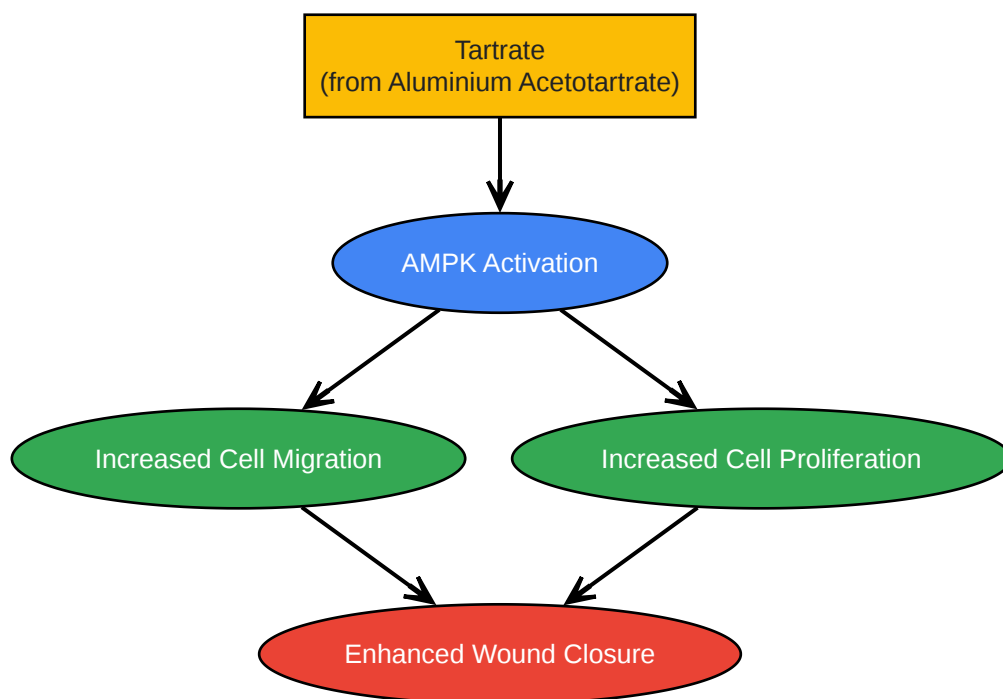 Tartrate
(from Aluminium Acetotartrate)
AMPK Activation
Increased Cell Migration
Increased Cell Proliferation
Enhanced Wound Closure